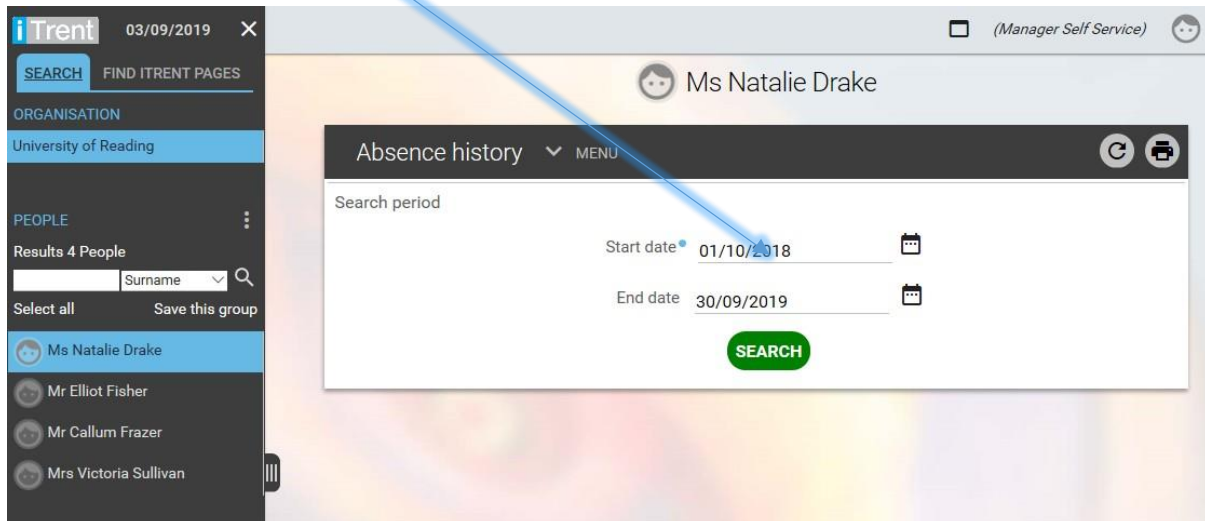 iTrent 03/09/2019
SEARCH FIND ITRENT PAGES
ORGANISATION
University of Reading
PEOPLE
Results 4 People
Surname
Select all Save this group
Ms Natalie Drake
Mr Elliot Fisher
Mr Callum Frazer
Mrs Victoria Sullivan
(Manager Self Service)
Ms Natalie Drake
Absence history MENU
Search period
Start date 01/10/2018
End date 30/09/2019
SEARCH